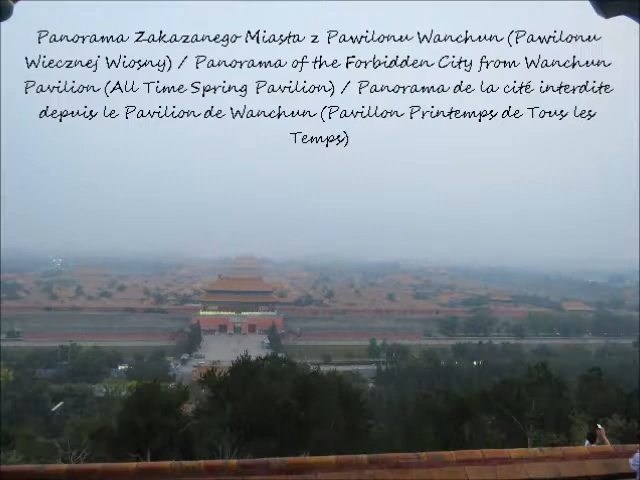 Panorama Zakazanego Miasta z Pawilonu Wanchun (Pawilonu
Wiecznej Wiosny) / Panorama of the Forbidden City from Wanchun
Pavilion (All Time Spring Pavilion) / Panorama de la cité interdite
depuis le Pavilion de Wanchun (Pavillon Printemps de Tous les
Temps)